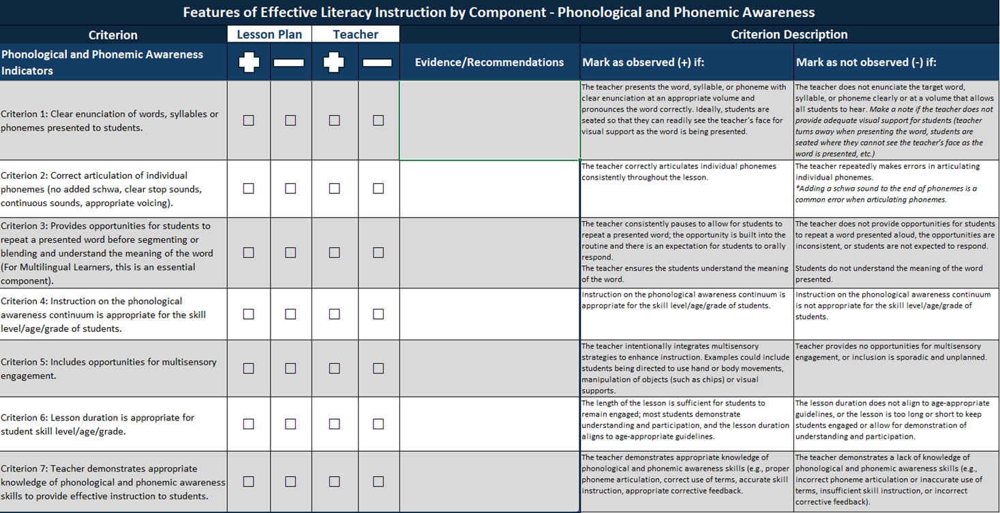 Features of Effective Literacy Instruction by Component - Phonological and Phonemic Awareness
Criterion
Lesson Plan
Teacher
Criterion Description
Phonological and Phonemic Awareness
Indicators
Evidence/Recommendations
Mark as observed (+) if:
Mark as not observed (-) if:
Criterion 1: Clear enunciation of words, syllables or
phonemes presented to students.
The teacher presents the word, syllable, or phoneme with
clear enunciation at an appropriate volume and
pronounces the word correctly. Ideally, students are
seated so that they can readily see the teacher's face for
visual support as the word is being presented.
The teacher does not enunciate the target word,
syllable, or phoneme clearly or at a volume that allows
all students to hear. Make a note if the teacher does not
provide adequate visual support for students (teacher
turns away when presenting the word, students are
seated where they cannot see the teacher's face as the
word is presented, etc.)
Criterion 2: Correct articulation of individual
phonemes (no added schwa, clear stop sounds,
continuous sounds, appropriate voicing).
The teacher correctly articulates individual phonemes
consistently throughout the lesson.
The teacher repeatedly makes errors in articulating
individual phonemes.
*Adding a schwa sound to the end of phonemes is a
common error when articulating phonemes.
Criterion 3: Provides opportunities for students to
repeat a presented word before segmenting or
blending and understand the meaning of the word
(For Multilingual Learners, this is an essential
component).
The teacher consistently pauses to allow for students to
repeat a presented word; the opportunity is built into the
routine and there is an expectation for students to orally
respond.
The teacher ensures the students understand the meaning
of the word.
The teacher does not provide opportunities for students
to repeat a word presented aloud, the opportunities are
inconsistent, or students are not expected to respond.
Students do not understand the meaning of the word
presented.
Criterion 4: Instruction on the phonological
awareness continuum is appropriate for the skill
level/age/grade of students.
Instruction on the phonological awareness continuum is
appropriate for the skill level/age/grade of students.
Instruction on the phonological awareness continuum
is not appropriate for the skill level/age/grade of
students.
Criterion 5: Includes opportunities for multisensory
engagement.
The teacher intentionally integrates multisensory
strategies to enhance instruction. Examples could include
students being directed to use hand or body movements,
manipulation of objects (such as chips) or visual
supports.
Teacher provides no opportunities for multisensory
engagement, or inclusion is sporadic and unplanned.
Criterion 6: Lesson duration is appropriate for
student skill level/age/grade.
The length of the lesson is sufficient for students to
remain engaged; most students demonstrate
understanding and participation, and the lesson duration
aligns to age-appropriate guidelines.
The lesson duration does not align to age-appropriate
guidelines, or the lesson is too long or short to keep
students engaged or allow for demonstration of
understanding and participation.
Criterion 7: Teacher demonstrates appropriate
knowledge of phonological and phonemic awareness
skills to provide effective instruction to students.
The teacher demonstrates appropriate knowledge of
phonological and phonemic awareness skills (e.g., proper
phoneme articulation, correct use of terms, accurate skill
instruction, appropriate corrective feedback.
The teacher demonstrates a lack of knowledge of
phonological and phonemic awareness skills (e.g.,
incorrect phoneme articulation or inaccurate use of
terms, insufficient skill instruction, or incorrect
corrective feedback).